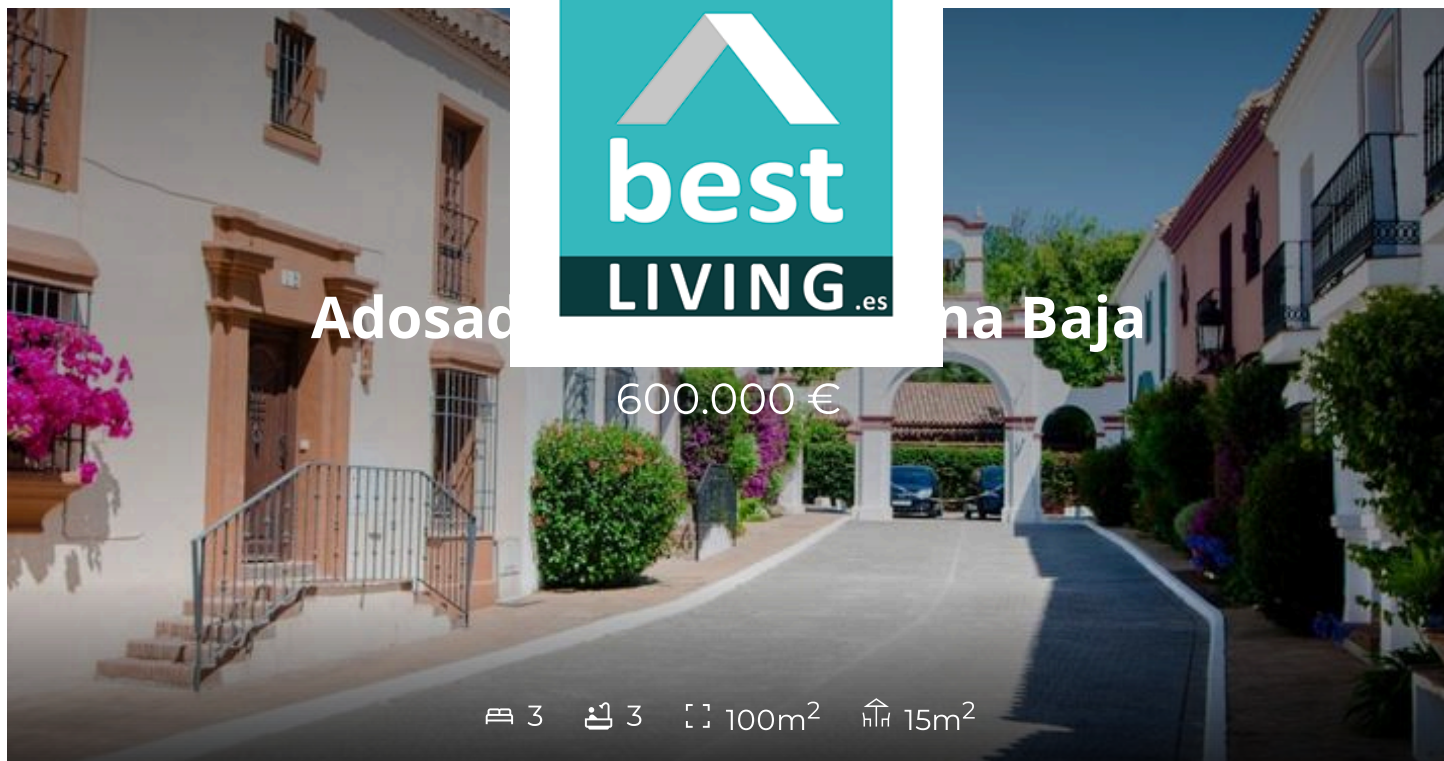 best
LIVING.es
Adosad na Baja
600.000 €
3 3 100m² 15m²